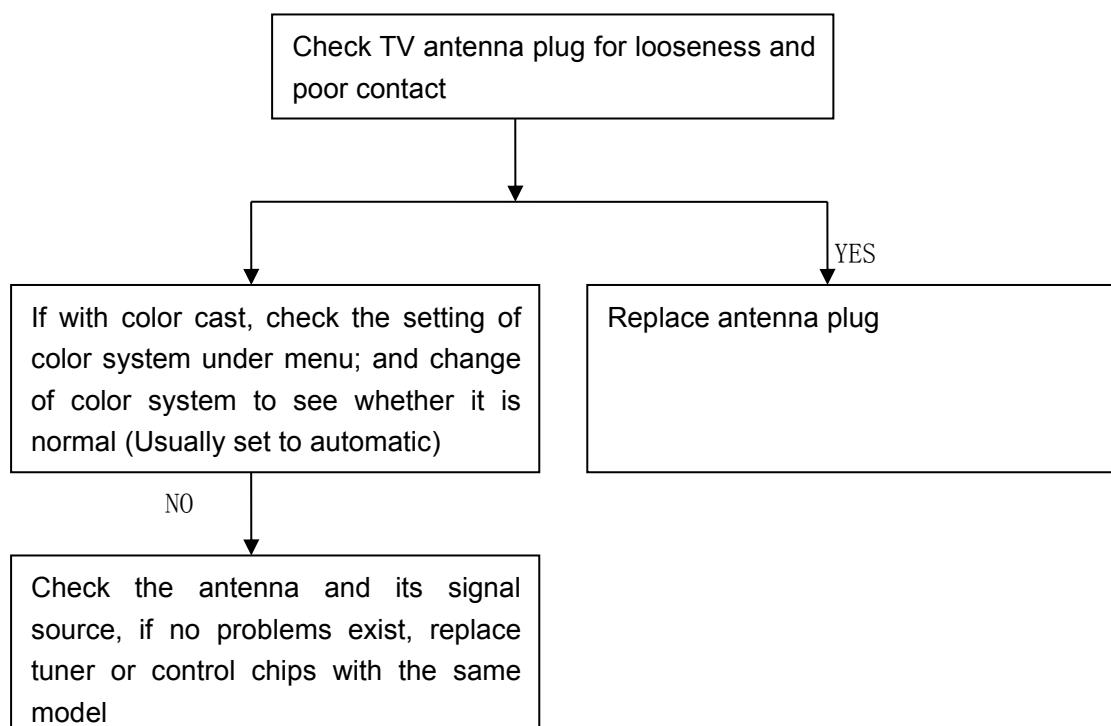 Check TV antenna plug for looseness and
poor contact
YES
If with color cast, check the setting of
color system under menu; and change
of color system to see whether it is
normal (Usually set to automatic)
Replace antenna plug
NO
Check the antenna and its signal
source, if no problems exist, replace
tuner or control chips with the same
model